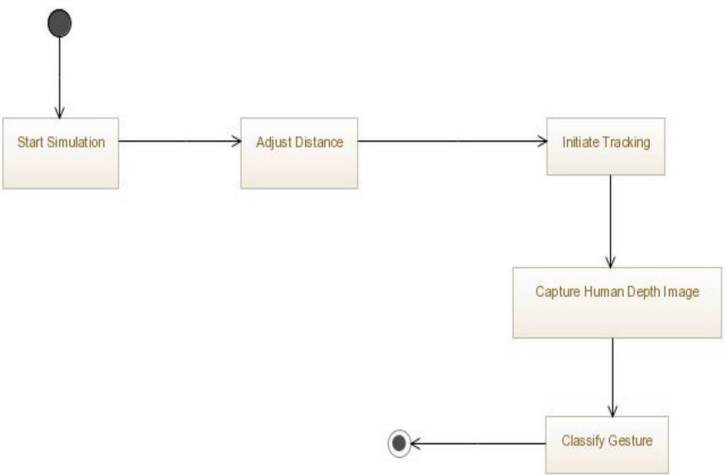 Start Simulation
Adjust Distance
Initiate Tracking
Capture Human Depth Image
Classify Gesture